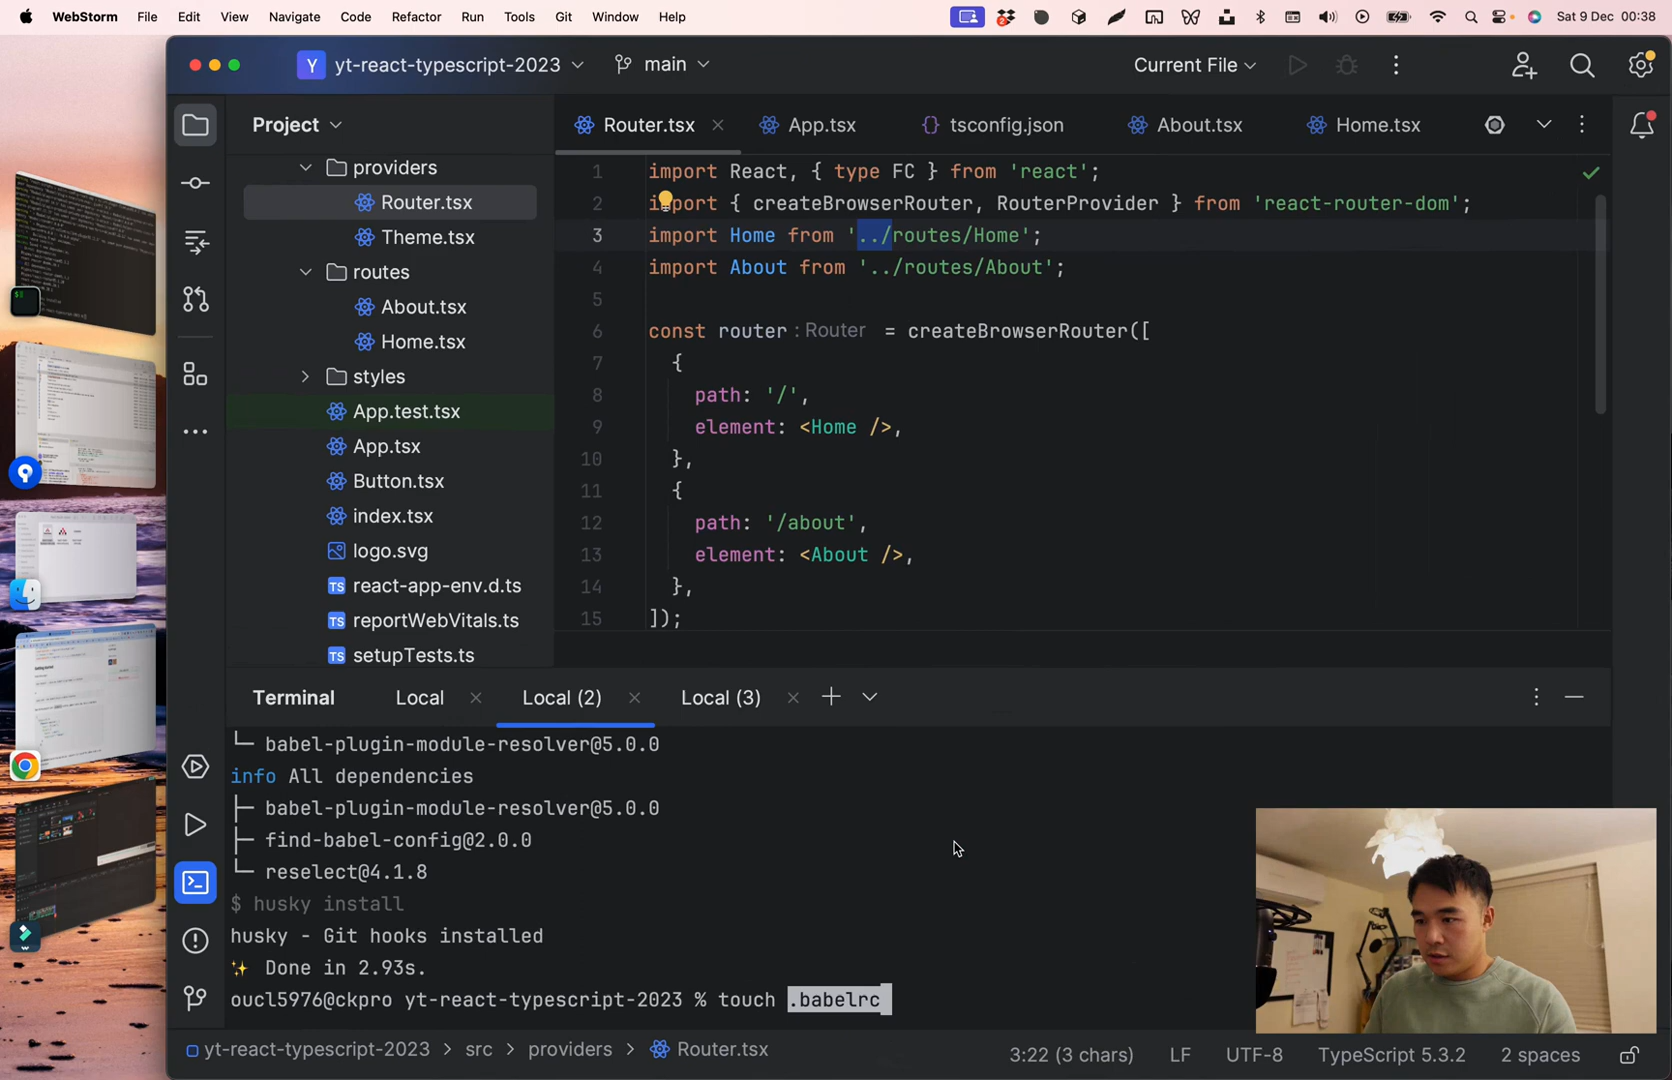 WebStorm File Edit View Navigate Code Refactor Run Tools Git Window Help 2 Sat 9 Dec 00:38
Y yt-react-typescript-2023 main Current File
Project
providers
Router.tsx
Theme.tsx
routes
About.tsx
Home.tsx
styles
App.test.tsx
App.tsx
Button.tsx
index.tsx
logo.svg
TS react-app-env.d.ts
TS reportWebVitals.ts
TS setupTests.ts
Router.tsx App.tsx {} tsconfig.json About.tsx Home.tsx
1 import React, { type FC } from 'react';
2 import { createBrowserRouter, RouterProvider } from 'react-router-dom';
3 import Home from '../routes/Home';
4 import About from '../routes/About';
5
6 const router : Router = createBrowserRouter([
7 {
8 path: '/',
9 element: <Home />,
10 },
11 {
12 path: '/about',
13 element: <About />,
14 },
15 ]);
Terminal Local Local (2) Local (3)
└─ babel-plugin-module-resolver@5.0.0
info All dependencies
├─ babel-plugin-module-resolver@5.0.0
├─ find-babel-config@2.0.0
└─ reselect@4.1.8
$ husky install
husky - Git hooks installed
✨ Done in 2.93s.
oucl5976@ckpro yt-react-typescript-2023 % touch .babelrc
yt-react-typescript-2023 > src > providers > Router.tsx 3:22 (3 chars) LF UTF-8 TypeScript 5.3.2 2 spaces